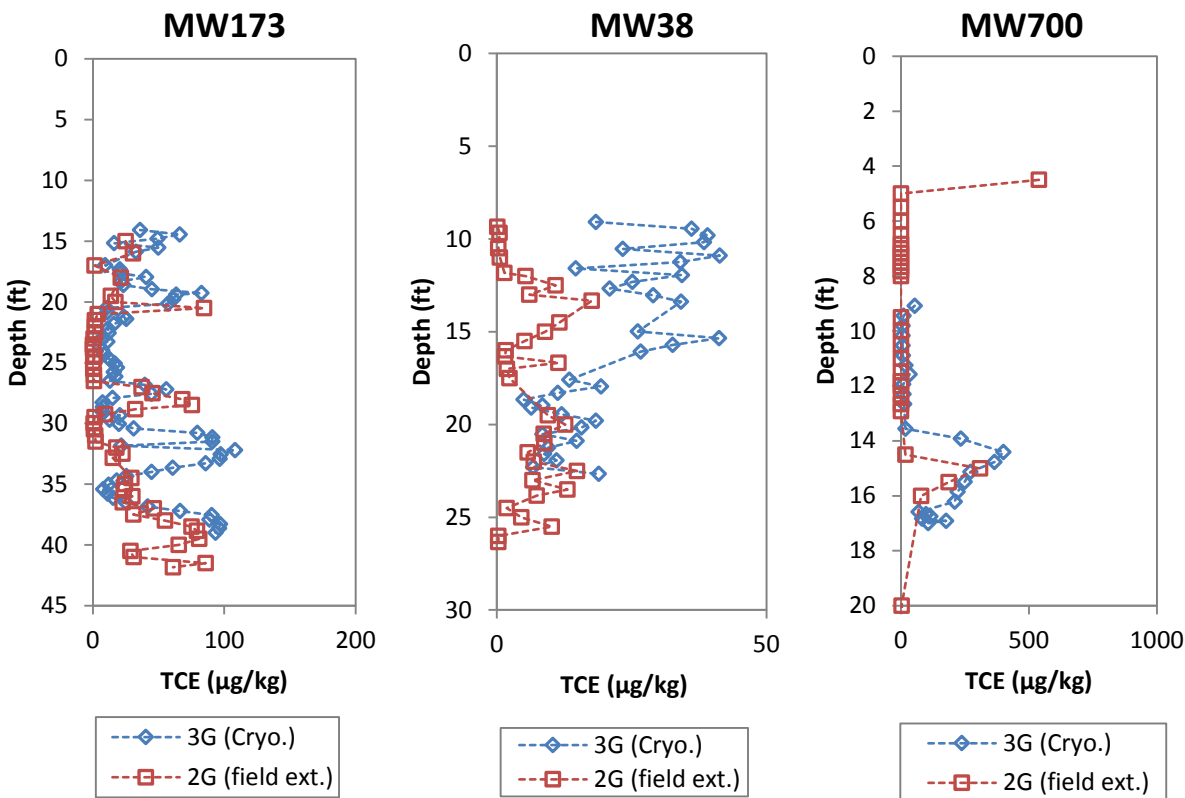 MW173
0
5
10
15
20
25
30
35
40
45
Depth (ft)
0 100 200
TCE (µg/kg)
3G (Cryo.)
2G (field ext.)
MW38
0
5
10
15
20
25
30
Depth (ft)
0 50
TCE (µg/kg)
3G (Cryo.)
2G (field ext.)
MW700
0
2
4
6
8
10
12
14
16
18
20
Depth (ft)
0 500 1000
TCE (µg/kg)
3G (Cryo.)
2G (field ext.)